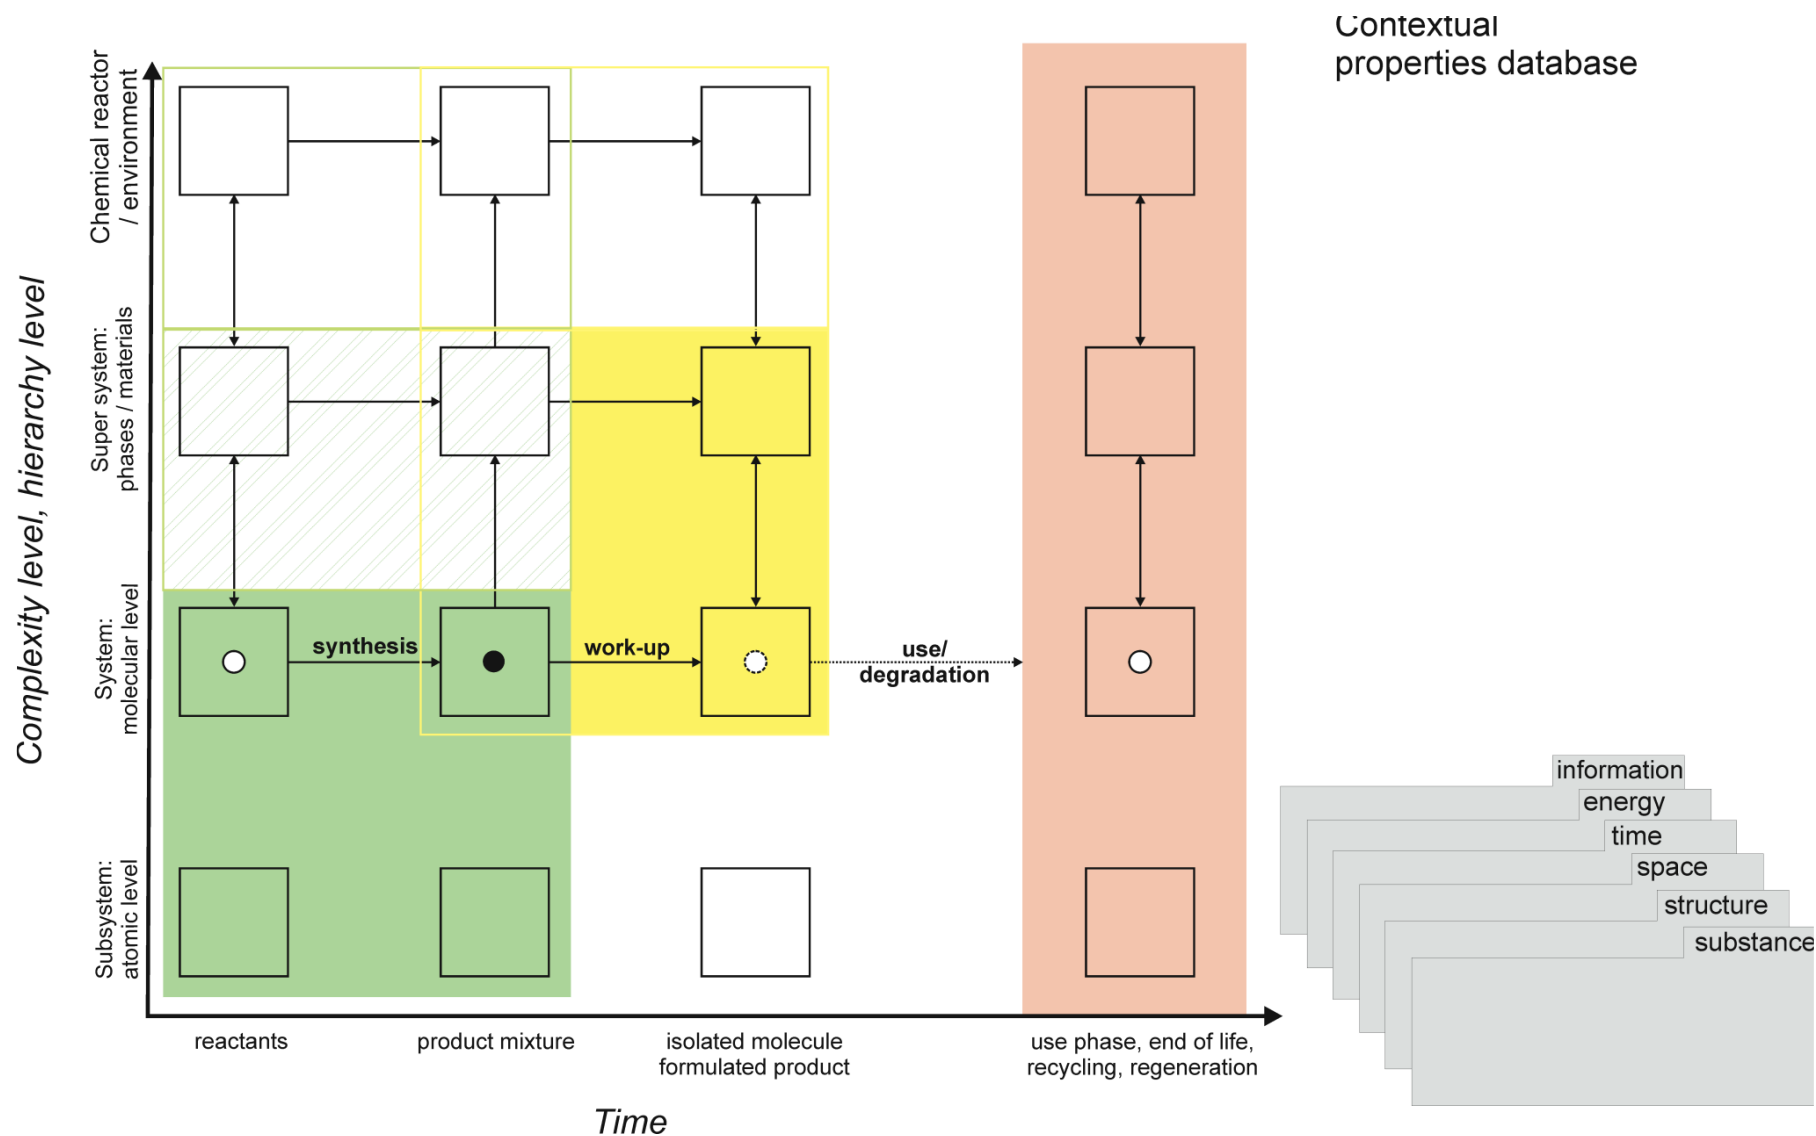 Contextual
properties database
Complexity level, hierarchy level
Chemical reactor
/ environment
Super system:
phases / materials
System:
molecular level
Subsystem:
atomic level
synthesis
work-up
use/
degradation
information
energy
time
space
structure
substance
reactants
product mixture
isolated molecule
formulated product
use phase, end of life,
recycling, regeneration
Time